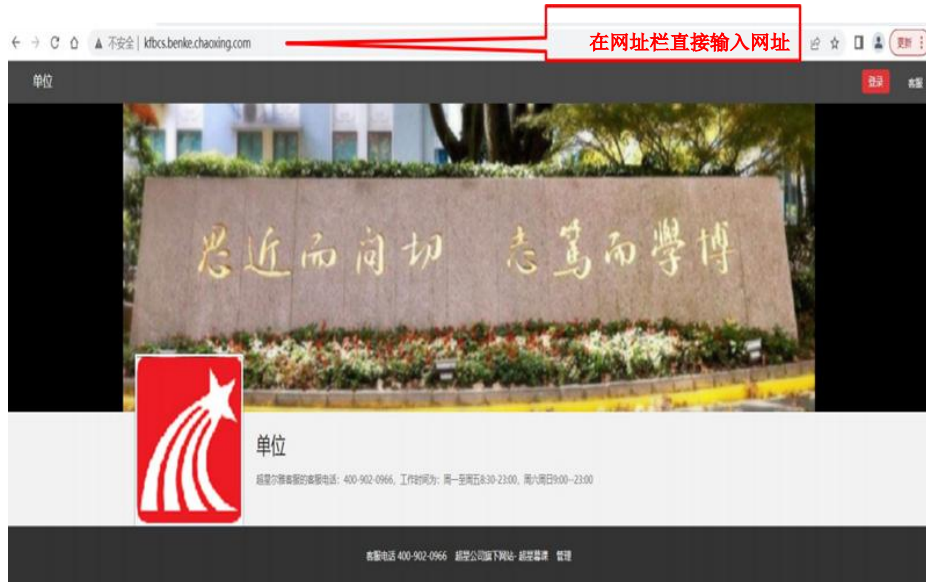 不安全 | kfbcs.benke.chaoxing.com
在网址栏直接输入网址
更新
单位
登录 客服
思近而问切 志篤而學博
单位
超星尔雅客服的客服电话：400-902-0966，工作时间为：周一至周五8:30-23:00，周六周日9:00--23:00
客服电话 400-902-0966 超星公司旗下网站- 超星慕课 管理